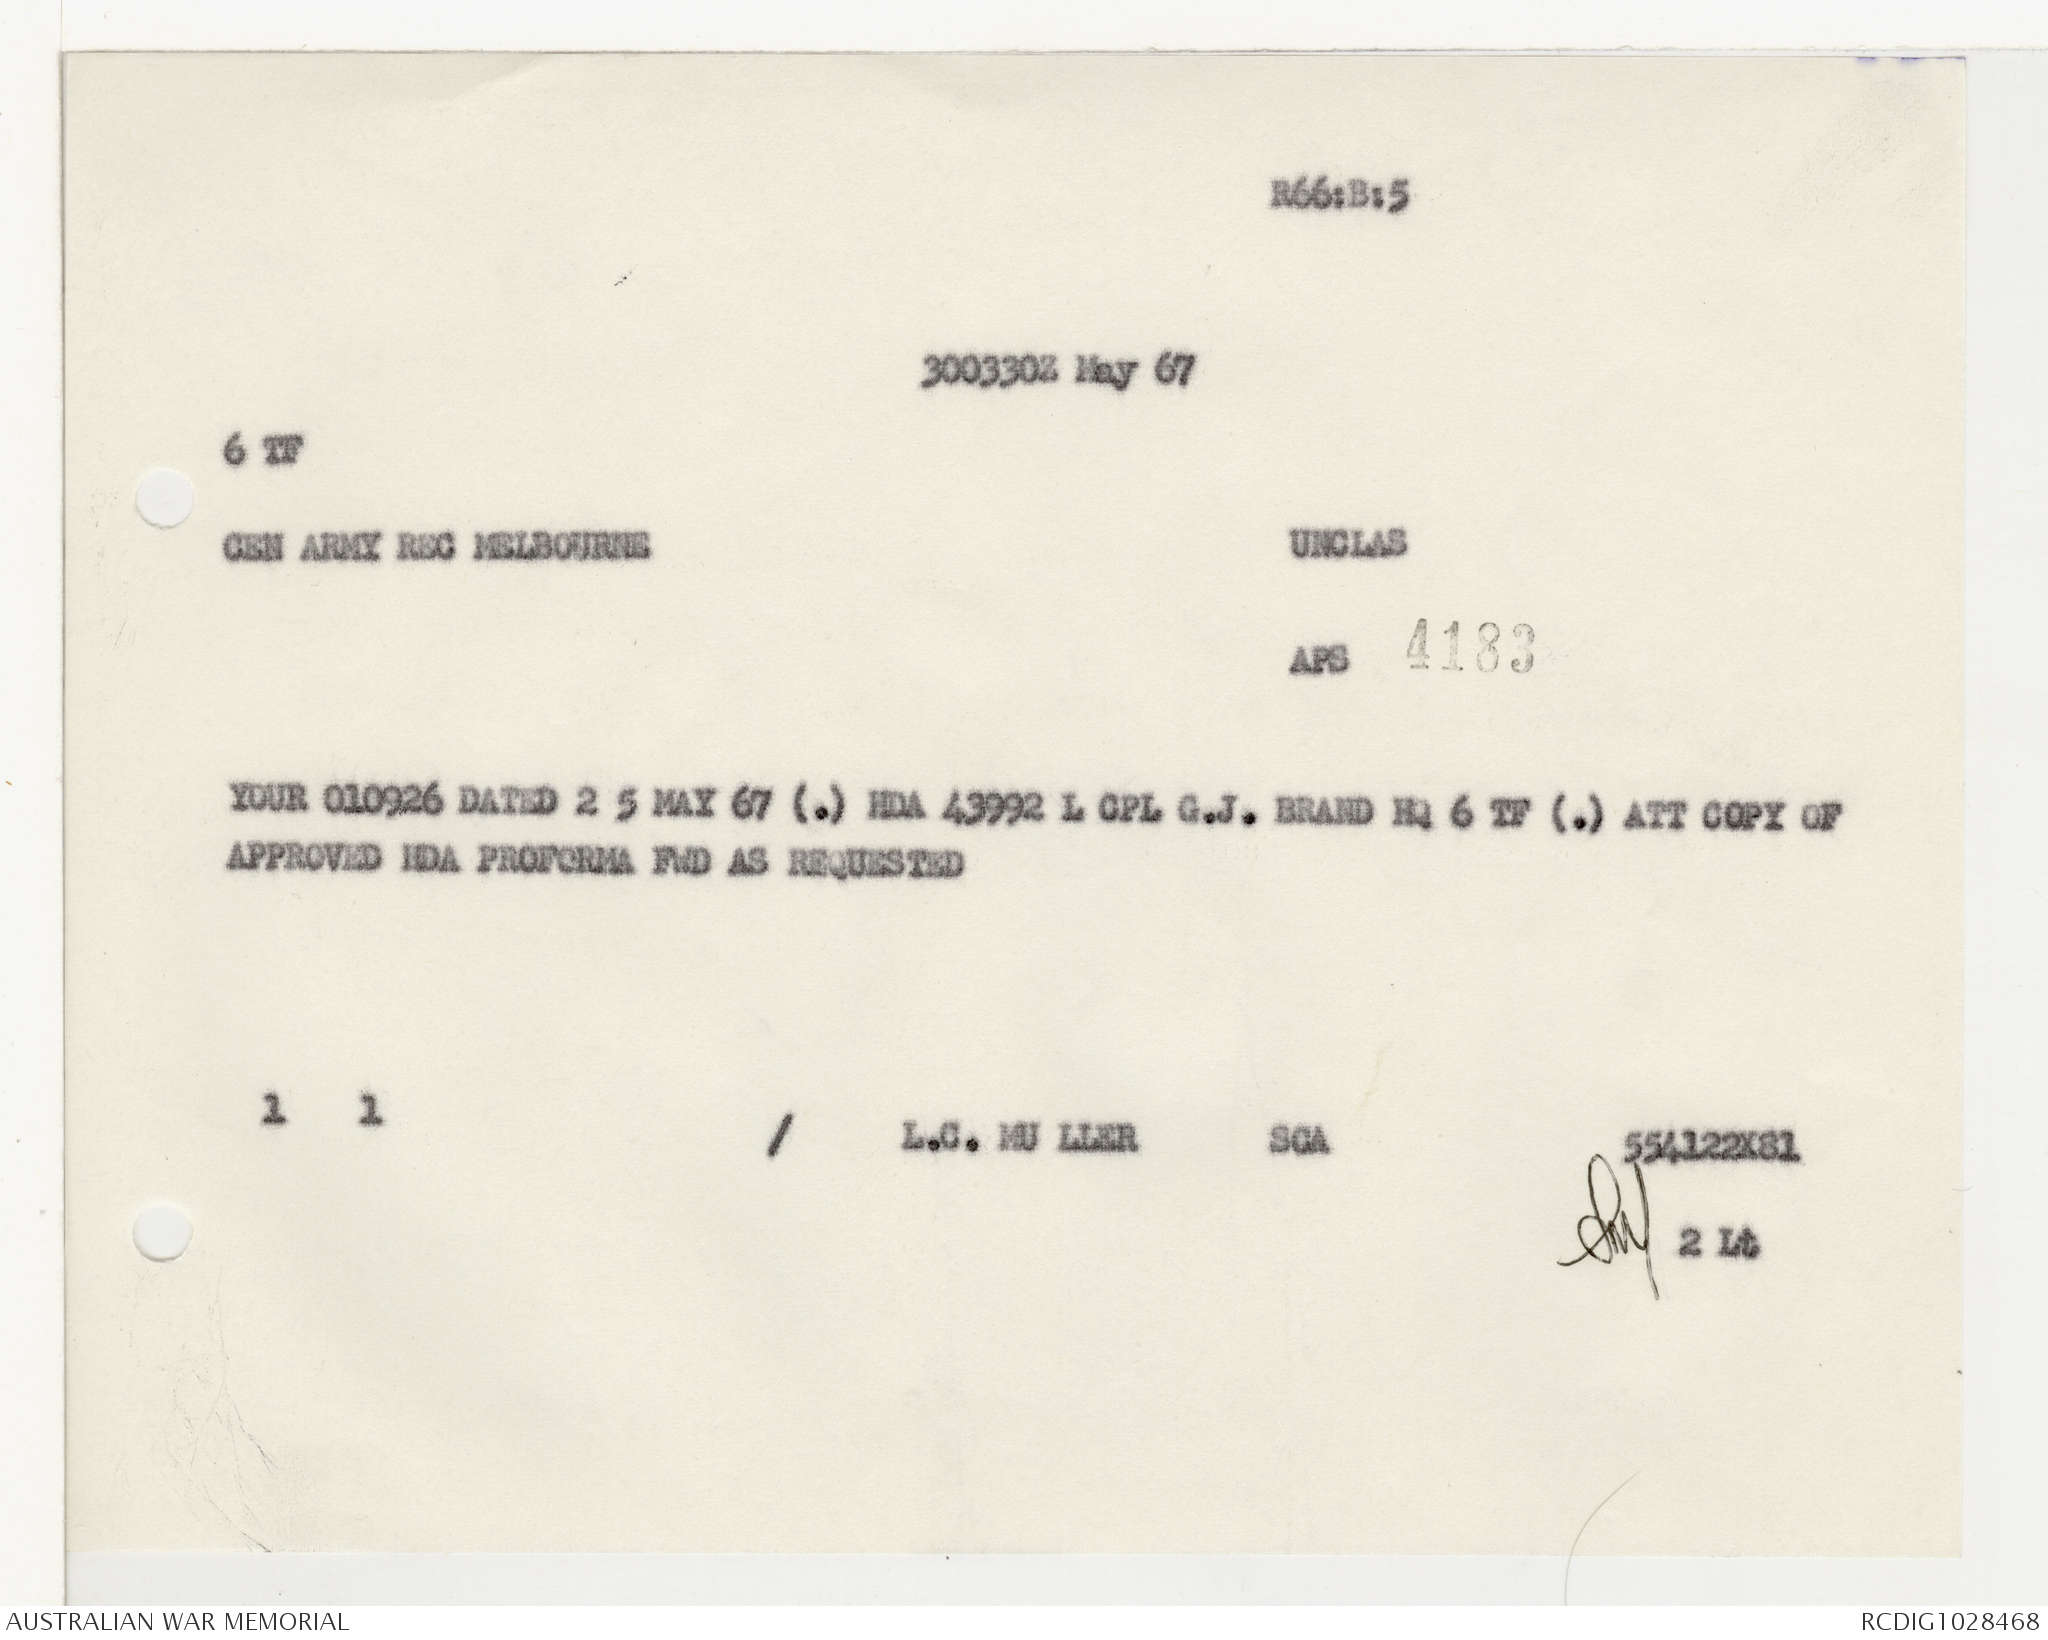 R66:B:5
300330Z May 67
6 TF
CEN ARMY REC MELBOURNE UNCLAS
APS 4183
YOUR 010926 DATED 2 5 MAY 67 (.) HDA 43992 L CPL G.J. BRAND HQ 6 TF (.) ATT COPY OF
APPROVED HDA PROFORMA FWD AS REQUESTED
1 1 / L.C. MU LLER SCA 554122X81
2 Lt
AUSTRALIAN WAR MEMORIAL RCDIG1028468